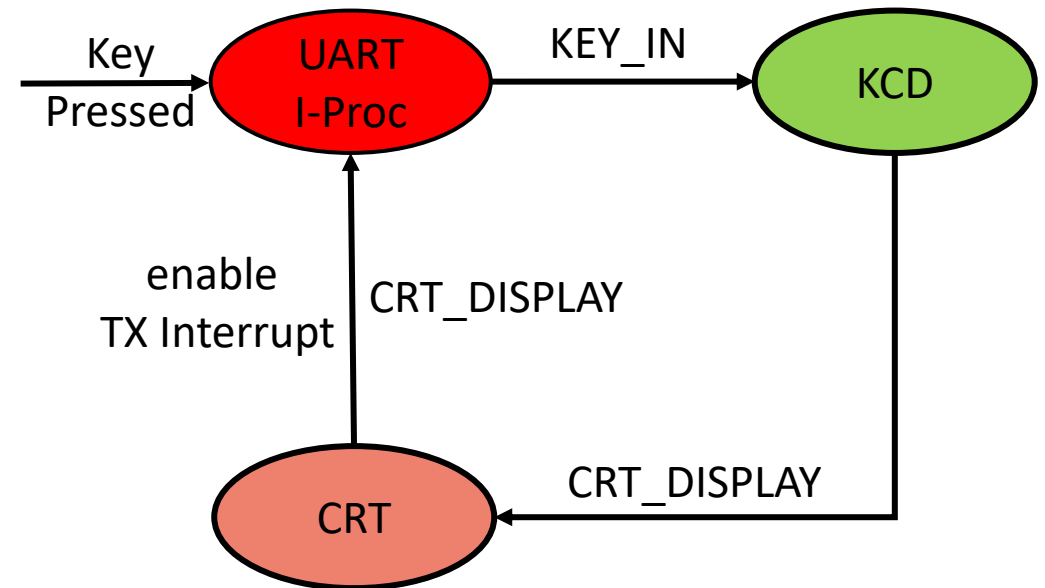 Key
Pressed
UART
I-Proc
KEY_IN
KCD
enable
TX Interrupt
CRT_DISPLAY
CRT_DISPLAY
CRT